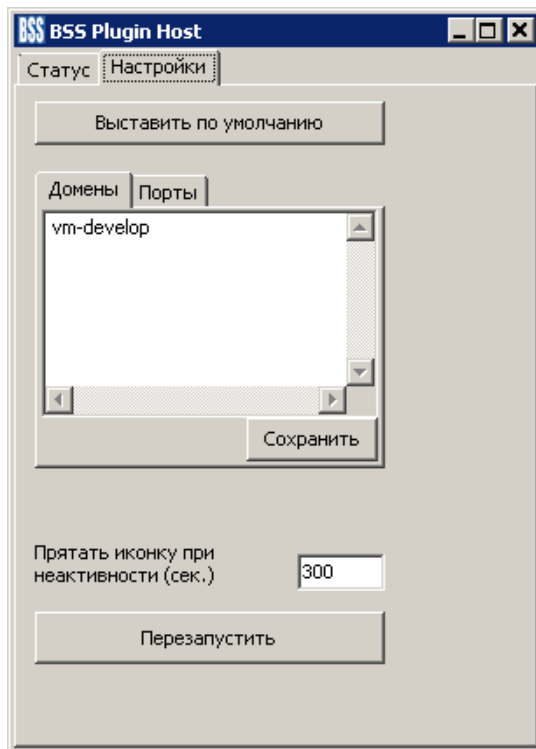 BSS BSS Plugin Host
Статус Настройки
Выставить по умолчанию
Домены Порты
vm-develop
Сохранить
Прятать иконку при
неактивности (сек.)
300
Перезапустить